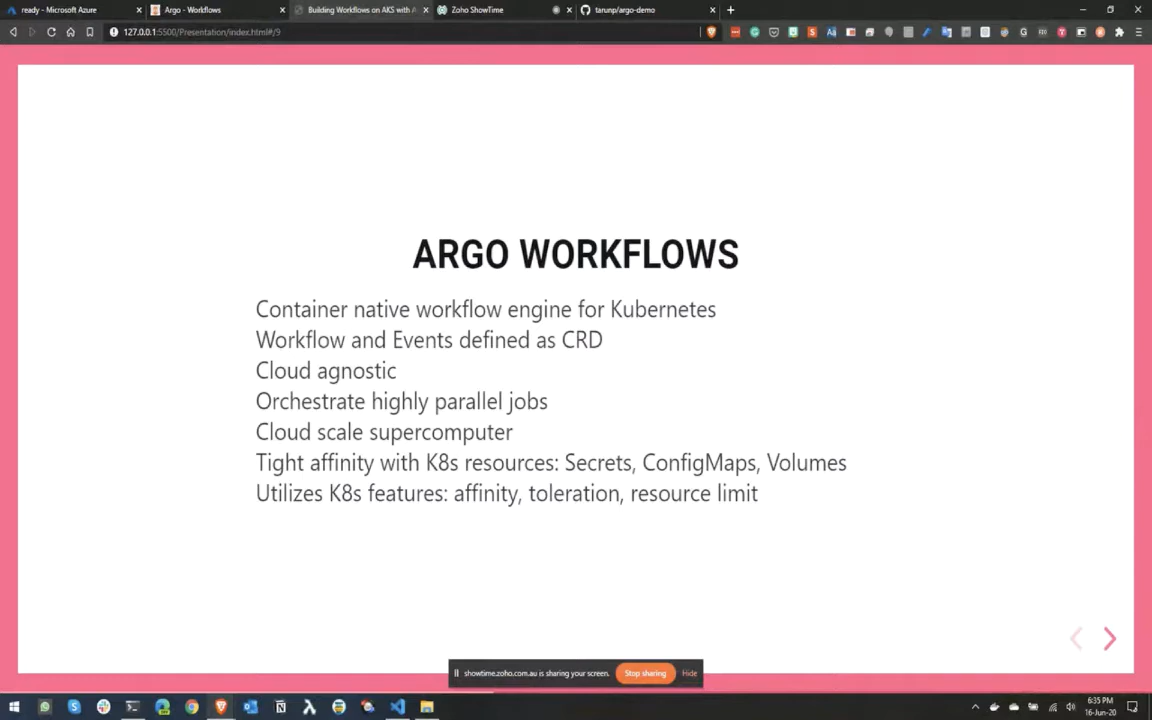 ready - Microsoft Azure
Argo - Workflows
Building Workflows on AKS with A
Zoho ShowTime
tarunp/argo-demo
127.0.0.1:5500/Presentation/index.html#/9
ARGO WORKFLOWS
Container native workflow engine for Kubernetes
Workflow and Events defined as CRD
Cloud agnostic
Orchestrate highly parallel jobs
Cloud scale supercomputer
Tight affinity with K8s resources: Secrets, ConfigMaps, Volumes
Utilizes K8s features: affinity, toleration, resource limit
showtime.zoho.com.au is sharing your screen.
Stop sharing
Hide
6:35 PM
16-Jun-20